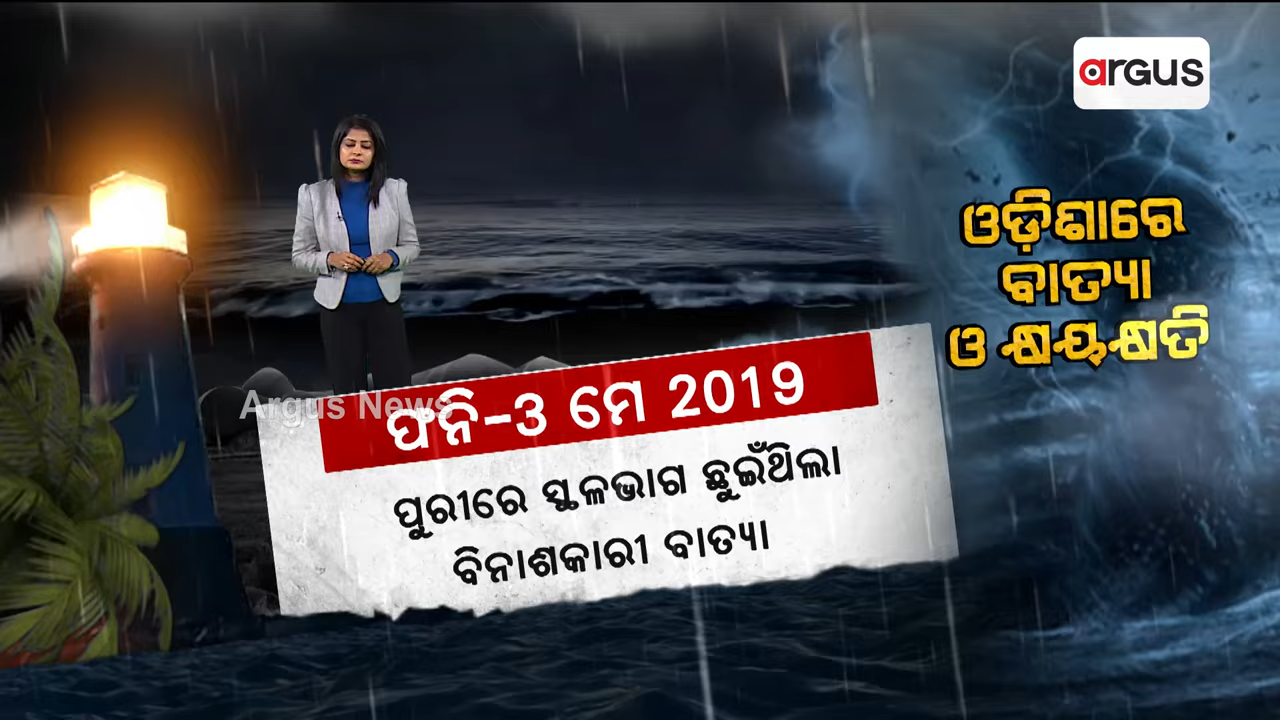 argus
ଓଡ଼ିଶାରେ
ବାତ୍ୟା
ଓ କ୍ଷୟକ୍ଷତି
Argus News
ଫନି-3 ମେ 2019
ପୁରୀରେ ସ୍ଥଳଭାଗ ଛୁଇଁଥିଲା
ବିନାଶକାରୀ ବାତ୍ୟା